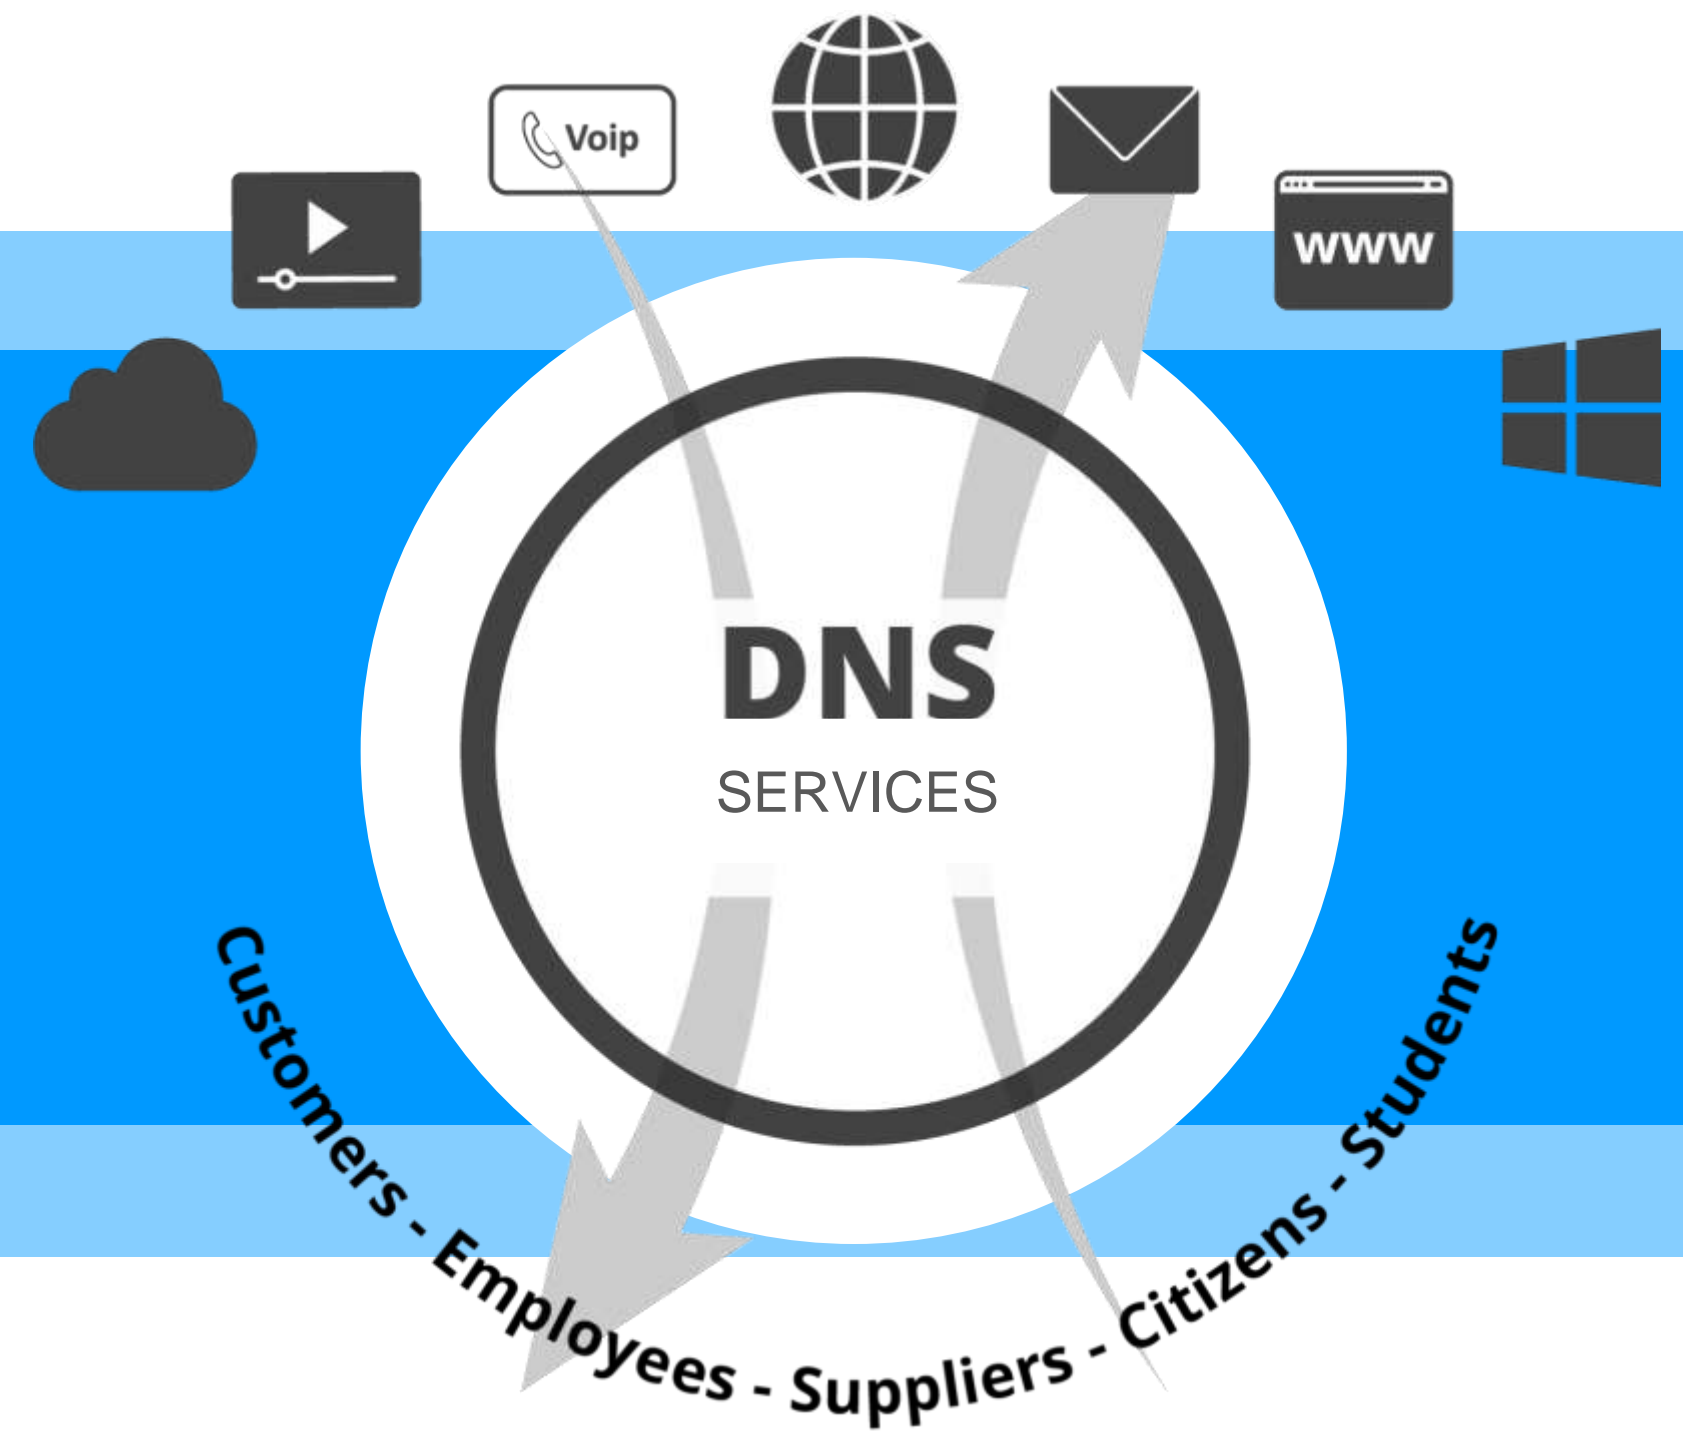 Voip
www
DNS
SERVICES
Customers - Employees - Suppliers - Citizens - Students